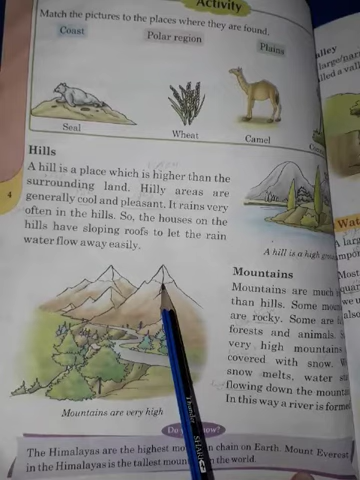 Activity
Match the pictures to the places where they are found.
Coast
Polar region
Plains
Seal
Wheat
Camel
Hills
A hill is a place which is higher than the
surrounding land. Hilly areas are
generally cool and pleasant. It rains very
often in the hills. So, the houses on the
hills have sloping roofs to let the rain
water flow away easily.
A hill is a high
4
Mountains
Mountains are much
than hills. Some
are rocky. Some are
forests and animals.
very high mountains
covered with snow.
snow melts, water
flowing down the
In this way a river is
Mountains are very high
Do
The Himalayas are the highest chain on Earth. Mount Everest
in the Himalayas is the tallest in the world.
alley